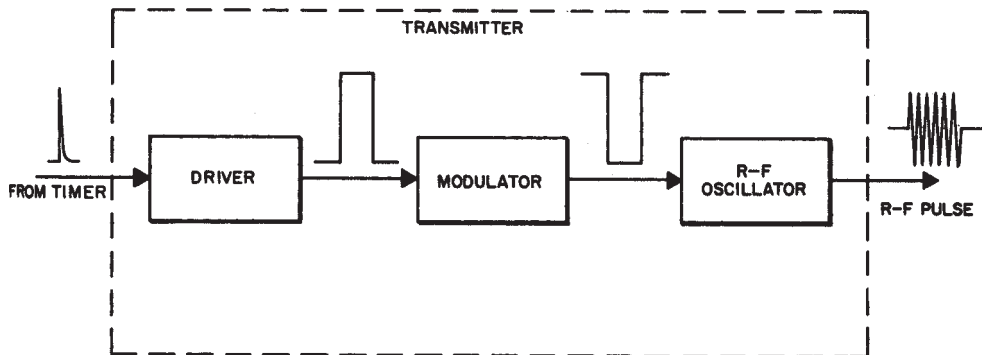 TRANSMITTER
FROM TIMER
DRIVER
MODULATOR
R-F
OSCILLATOR
R-F PULSE